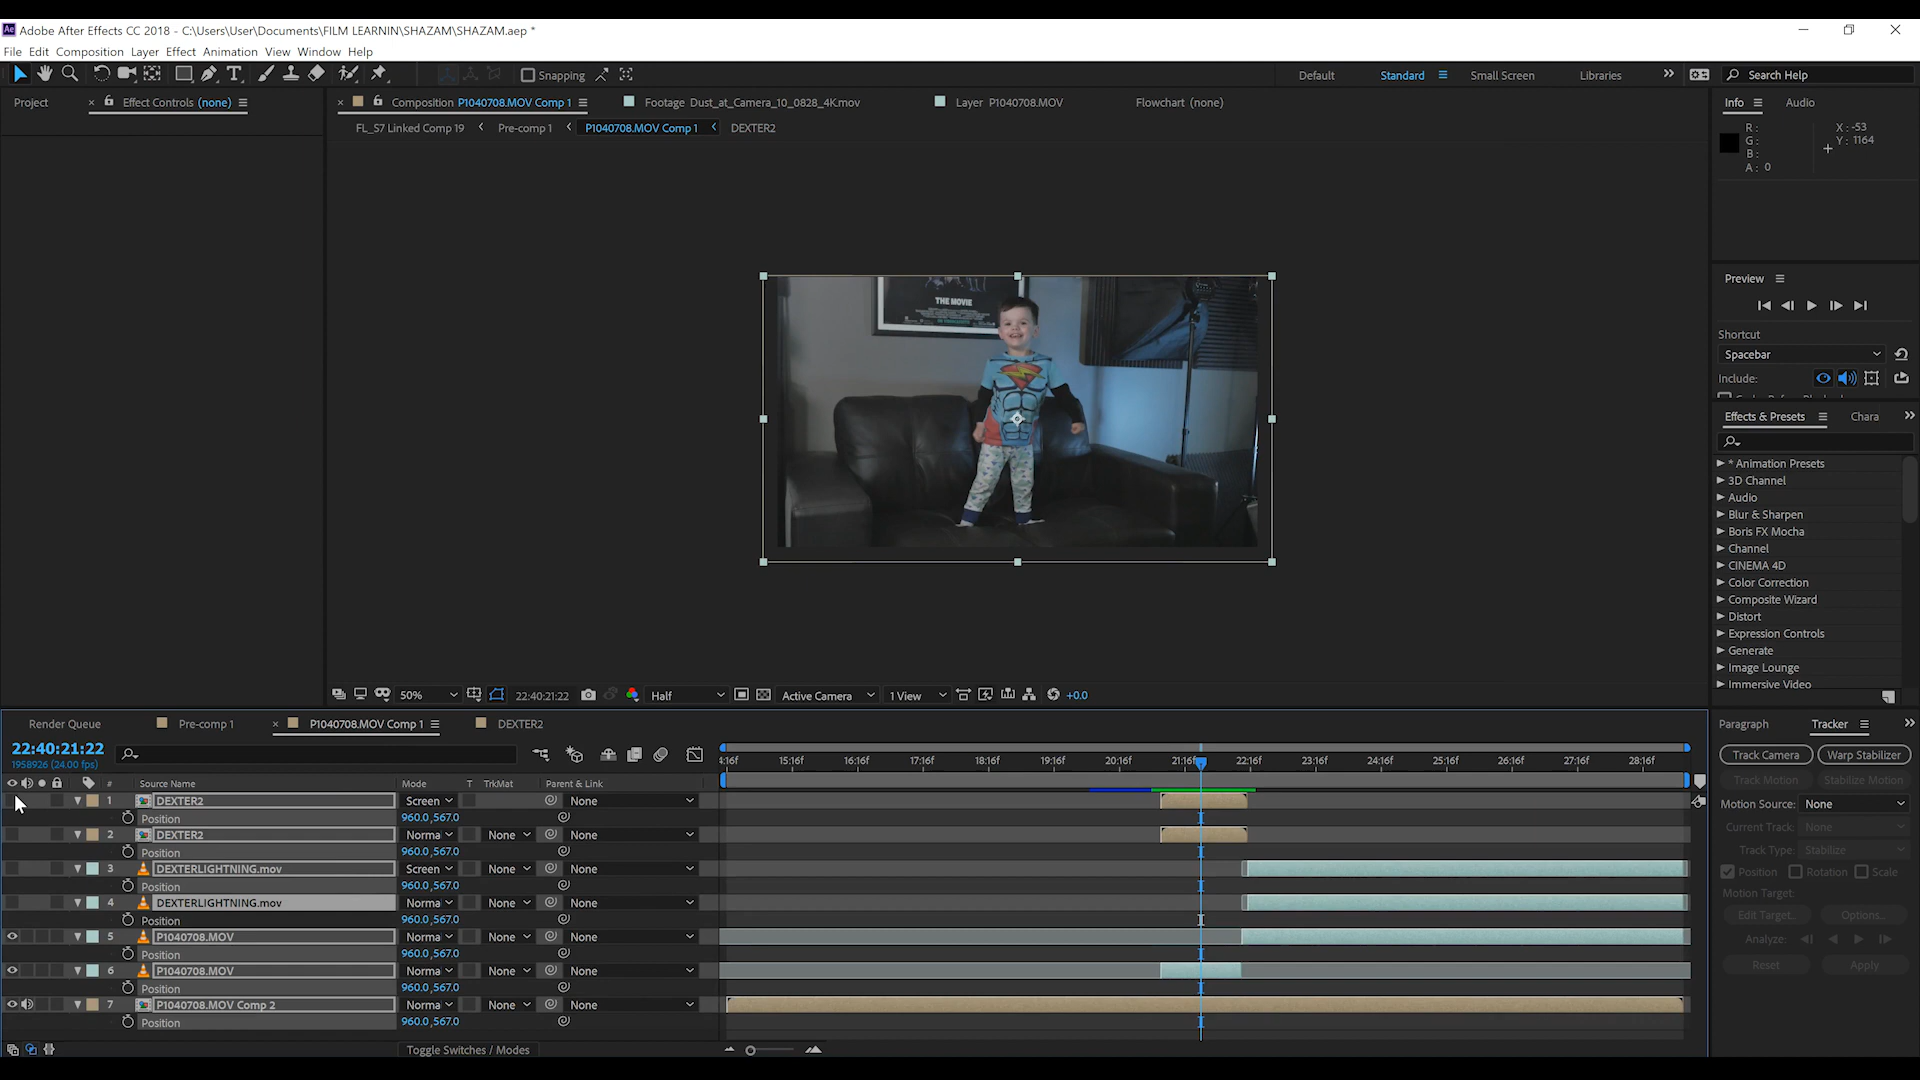 Adobe After Effects CC 2018 - C:\Users\User\Documents\FILM LEARNIN\SHAZAM\SHAZAM.aep *
File Edit Composition Layer Effect Animation View Window Help
Snapping
Default Standard Small Screen Libraries Search Help
Project Effect Controls (none)
Composition P1040708.MOV Comp 1 Footage Dust_at_Camera_10_0828_4K.mov Layer P1040708.MOV Flowchart (none)
FL_S7 Linked Comp 19 Pre-comp 1 P1040708.MOV Comp 1 DEXTER2
Info Audio
R: X: -53
G: Y: 1164
B:
A: 0
THE MOVIE
Preview
Shortcut
Spacebar
Include:
Effects & Presets Chara
* Animation Presets
3D Channel
Audio
Blur & Sharpen
Boris FX Mocha
Channel
CINEMA 4D
Color Correction
Composite Wizard
Distort
Expression Controls
Generate
Image Lounge
Immersive Video
50% 22:40:21:22 Half Active Camera 1 View +0.0
Render Queue Pre-comp 1 P1040708.MOV Comp 1 DEXTER2
22:40:21:22
1958926 (24.00 fps)
4:16f 15:16f 16:16f 17:16f 18:16f 19:16f 20:16f 21:16f 22:16f 23:16f 24:16f 25:16f 26:16f 27:16f 28:16f
# Source Name Mode T TrkMat Parent & Link
1 DEXTER2 Screen None
Position 960.0,567.0
2 DEXTER2 Norma None None
Position 960.0,567.0
3 DEXTERLIGHTNING.mov Screen None None
Position 960.0,567.0
4 DEXTERLIGHTNING.mov Norma None None
Position 960.0,567.0
5 P1040708.MOV Norma None None
Position 960.0,567.0
6 P1040708.MOV Norma None None
Position 960.0,567.0
7 P1040708.MOV Comp 2 Norma None None
Position 960.0,567.0
Toggle Switches / Modes
Paragraph Tracker
Track Camera Warp Stabilizer
Track Motion Stabilize Motion
Motion Source: None
Current Track: None
Track Type: Stabilize
Position Rotation Scale
Motion Target:
Edit Target... Options...
Analyze:
Reset Apply